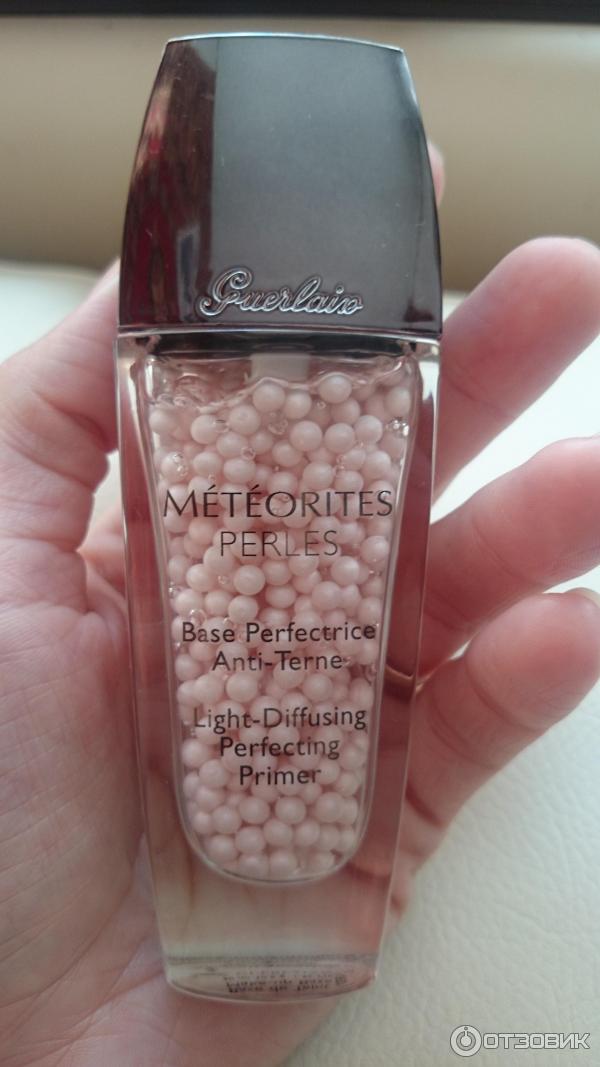 Guerlain
MÉTÉORITES
PERLES
Base Perfectrice
Anti-Terne
Light-Diffusing
Perfecting
Primer
ОТЗОВИК